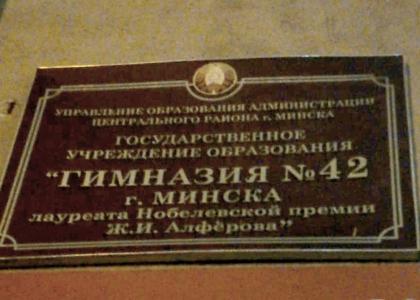 УПРАВЛЕНИЕ ОБРАЗОВАНИЯ АДМИНИСТРАЦИИ
ЦЕНТРАЛЬНОГО РАЙОНА г. МИНСКА
ГОСУДАРСТВЕННОЕ
УЧРЕЖДЕНИЕ ОБРАЗОВАНИЯ
"ГИМНАЗИЯ №42
г. МИНСКА
лауреата Нобелевской премии
Ж.И. Алфёрова"